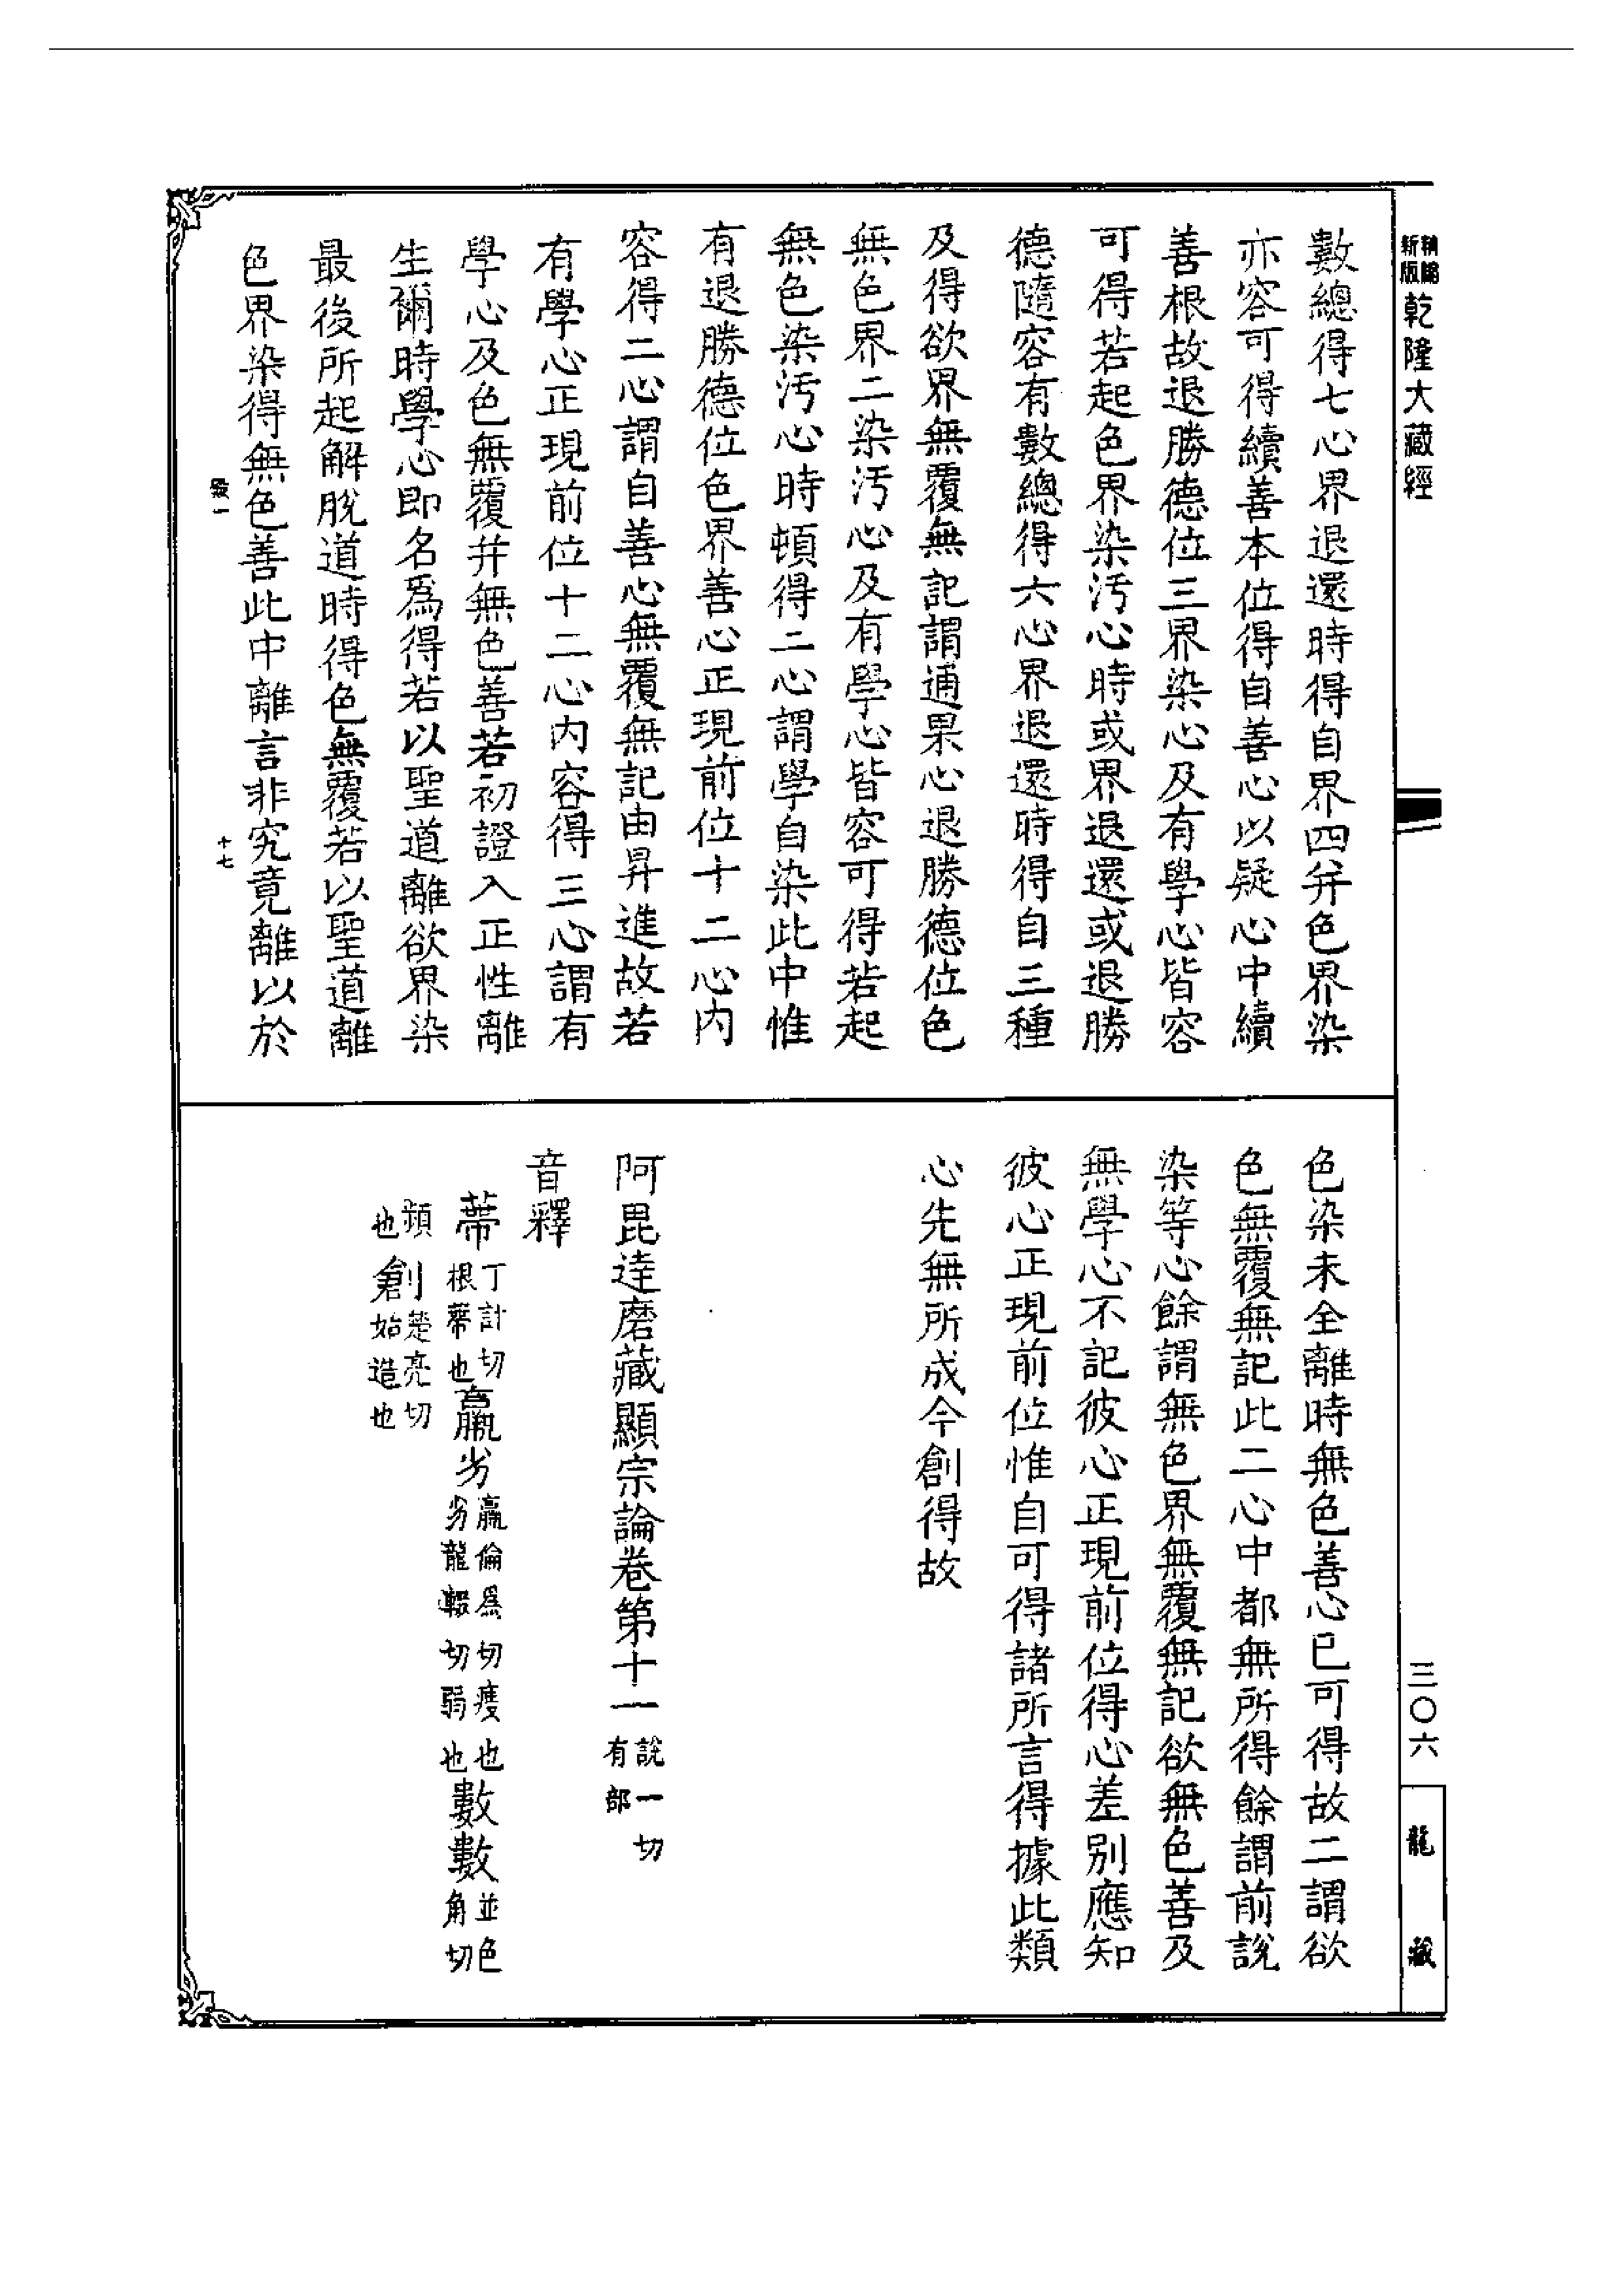 新版
乾隆大藏經
三〇六
龍藏
數總得七心界退還時得自界四并色界染
亦容可得續善本位得自善心以疑心中續
善根故退勝德位三界染心及有學心皆容
可得若起色界染汚心時或界退還或退勝
德隨容有數總得六心界退還時得自三種
及得欲界無覆無記謂通果心退勝德位色
無色界二染汚心及有學心皆容可得若起
無色染汚心時頓得二心謂學自染此中惟
有退勝德位色界善心正現前位十二心內
容得二心謂自善心無覆無記由昇進故若
有學心正現前位十二心內容得三心謂有
學心及色無覆并無色善若初證入正性離
生爾時學心即名爲得若以聖道離欲界染
最後所起解脫道時得色無覆若以聖道離
色界染得無色善此中離言非究竟離以於
十七
色染未全離時無色善心已可得故二謂欲
色無覆無記此二心中都無所得餘謂前說
染等心餘謂無色界無覆無記欲無色善及
無學心不記彼心正現前位得心差別應知
彼心正現前位惟自可得諸所言得據此類
心先無所成今創得故
阿毘達磨藏顯宗論卷第十一 說一切有部
音釋
蔕 丁計切根蔕也 羸劣 羸倫爲切瘦也劣龍輟切弱也 數數 並色角切
纇也 創 楚亮切始造也